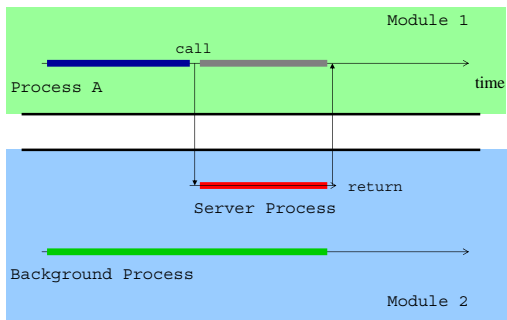 Module 1
call
Process A
time
return
Server Process
Background Process
Module 2